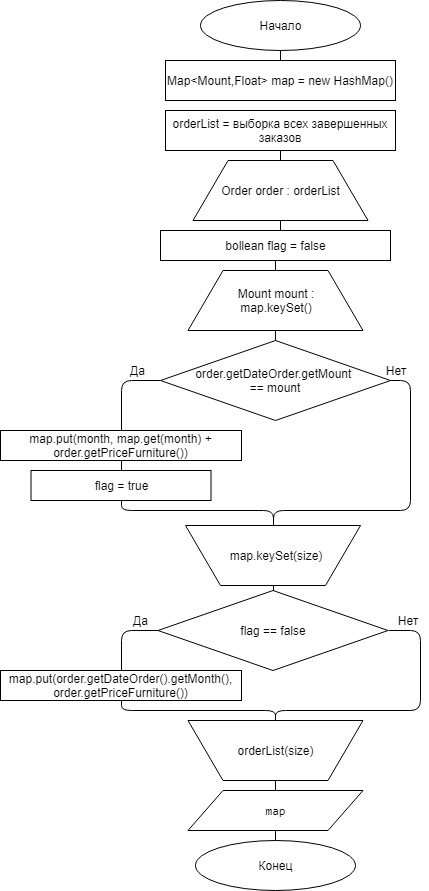 Начало
Map<Mount,Float> map = new HashMap()
orderList = выборка всех завершенных
заказов
Order order : orderList
bollean flag = false
Mount mount :
map.keySet()
order.getDateOrder.getMount
== mount
Да
Нет
map.put(month, map.get(month) +
order.getPriceFurniture())
flag = true
map.keySet(size)
flag == false
Да
Нет
map.put(order.getDateOrder().getMonth(),
order.getPriceFurniture())
orderList(size)
map
Конец